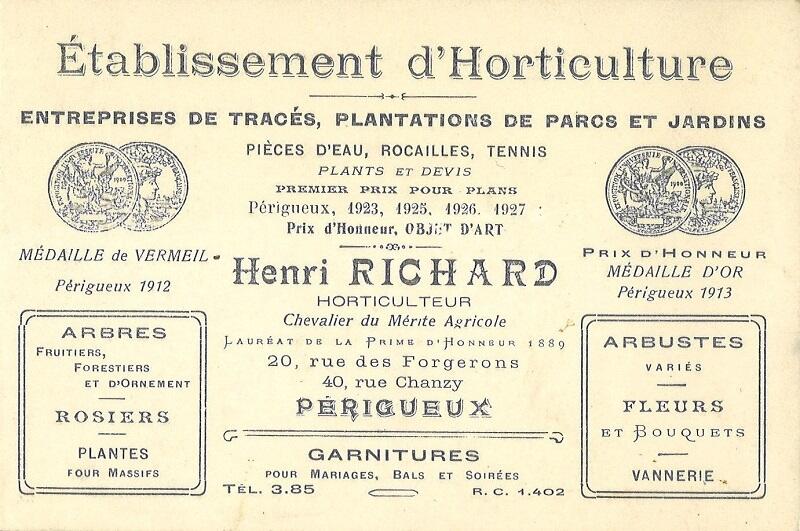 Établissement d'Horticulture
ENTREPRISES DE TRACÉS, PLANTATIONS DE PARCS ET JARDINS
PIÈCES D'EAU, ROCAILLES, TENNIS
PLANTS ET DEVIS
PREMIER PRIX POUR PLANS
Périgueux, 1923, 1925, 1926, 1927
Prix d'Honneur, OBJET D'ART
MÉDAILLE de VERMEIL
Périgueux 1912
PRIX D'HONNEUR
MÉDAILLE D'OR
Périgueux 1913
Henri RICHARD
HORTICULTEUR
Chevalier du Mérite Agricole
LAURÉAT DE LA PRIME D'HONNEUR 1889
20, rue des Forgerons
40, rue Chanzy
PÉRIGUEUX
ARBRES
FRUITIERS,
FORESTIERS
ET D'ORNEMENT
ROSIERS
PLANTES
POUR MASSIFS
GARNITURES
POUR MARIAGES, BALS ET SOIRÉES
TÉL. 3.85
R. C. 1.402
ARBUSTES
VARIÉS
FLEURS
ET BOUQUETS
VANNERIE